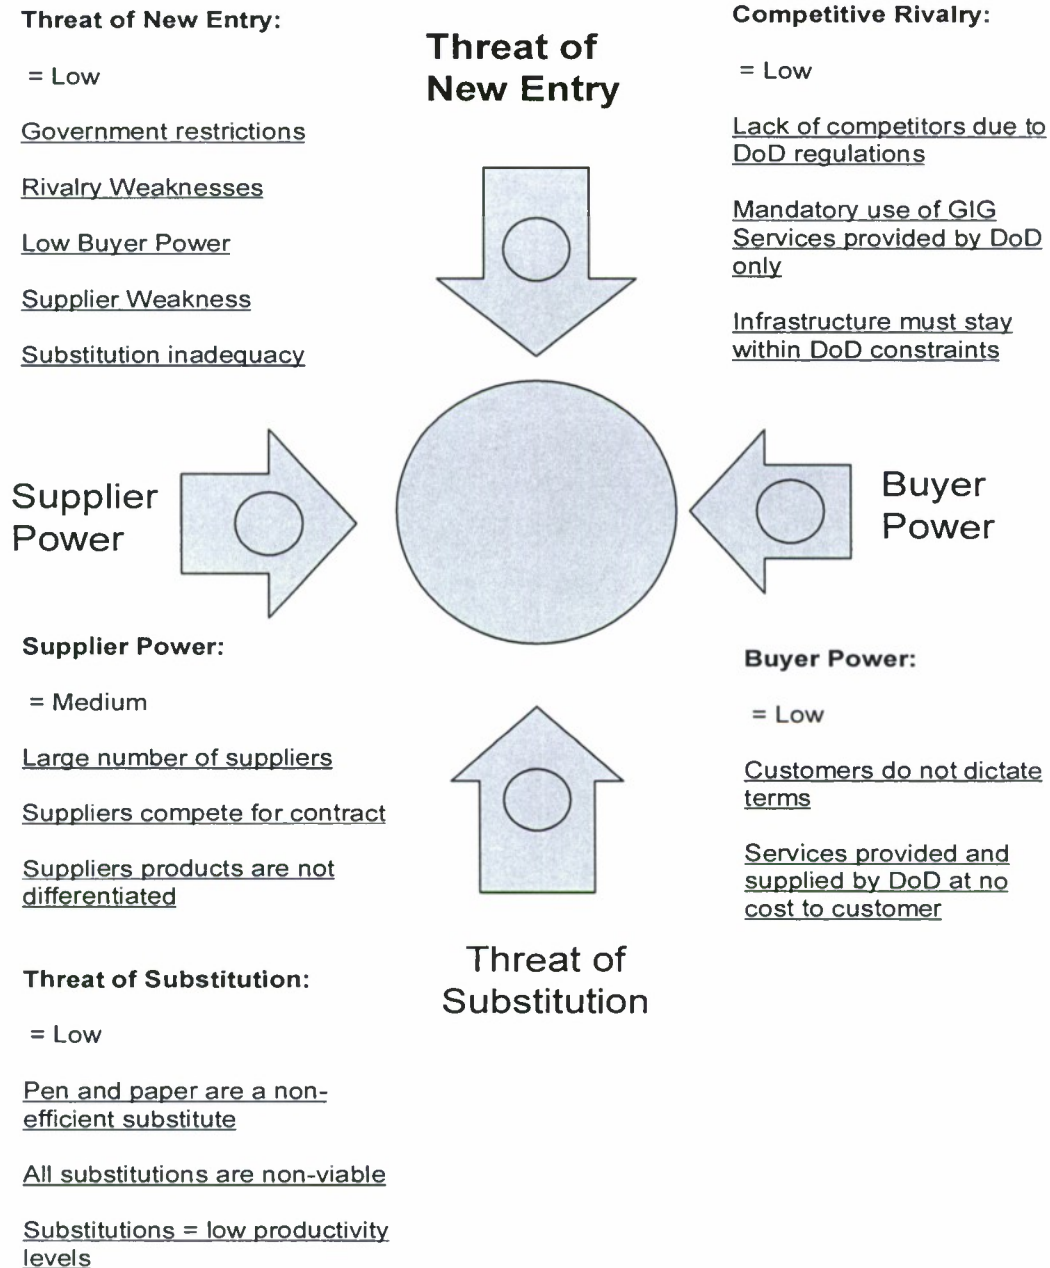 Threat of New Entry:
= Low
Government restrictions
Rivalry Weaknesses
Low Buyer Power
Supplier Weakness
Substitution inadequacy
Threat of
New Entry
Competitive Rivalry:
= Low
Lack of competitors due to
DoD regulations
Mandatory use of GIG
Services provided by DoD
only
Infrastructure must stay
within DoD constraints
Supplier
Power
Buyer
Power
Supplier Power:
= Medium
Large number of suppliers
Suppliers compete for contract
Suppliers products are not
differentiated
Buyer Power:
= Low
Customers do not dictate
terms
Services provided and
supplied by DoD at no
cost to customer
Threat of
Substitution
Threat of Substitution:
= Low
Pen and paper are a non-
efficient substitute
All substitutions are non-viable
Substitutions = low productivity
levels